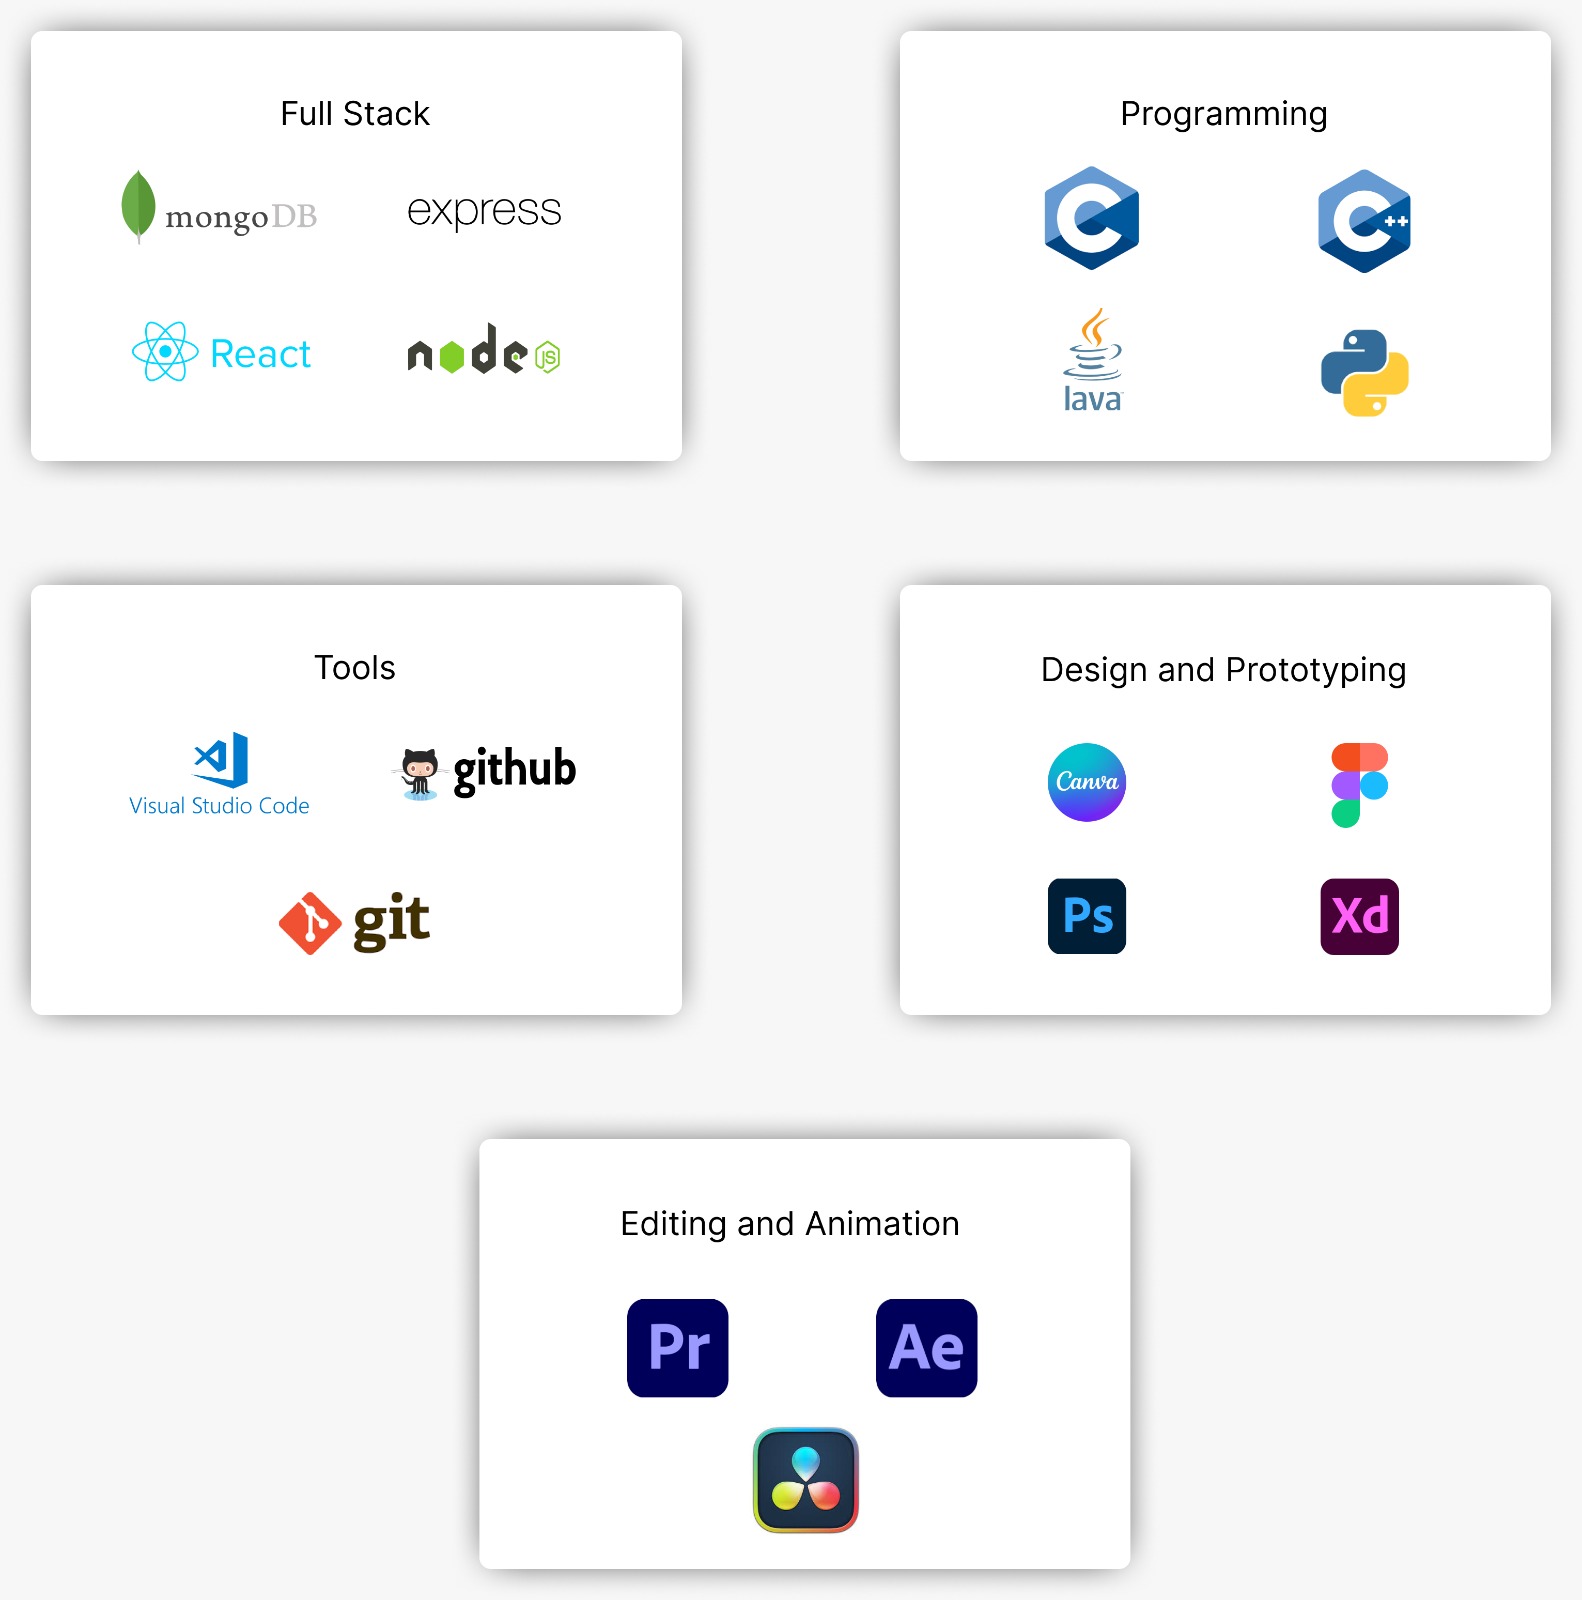 Full Stack
mongoDB
express
React
node JS
Programming
C
C++
lava
Tools
Visual Studio Code
github
git
Design and Prototyping
Canva
Ps
Xd
Editing and Animation
Pr
Ae